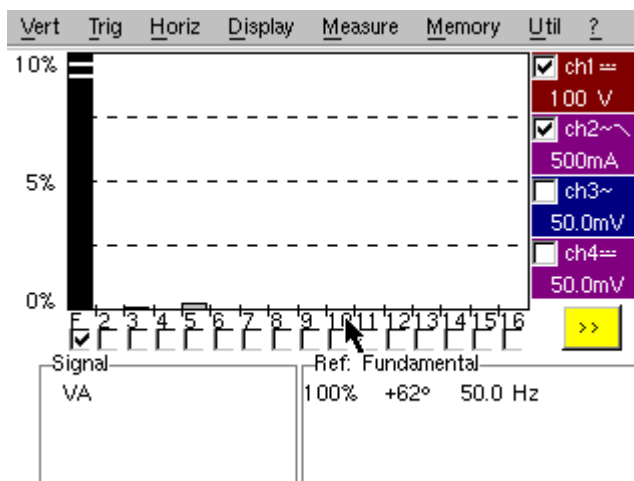 Vert Trig Horiz Display Measure Memory Util ?
10%
5%
0%
ch1
100 V
ch2~
500mA
ch3~
50.0mV
ch4
50.0mV
F 2 3 4 5 6 7 8 9 10 11 12 13 14 15 16
>>
Signal
VA
Ref: Fundamental
100% +62º 50.0 Hz